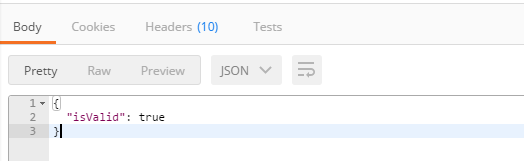 Body Cookies Headers (10) Tests
Pretty Raw Preview JSON
1 {
2 "isValid": true
3 }